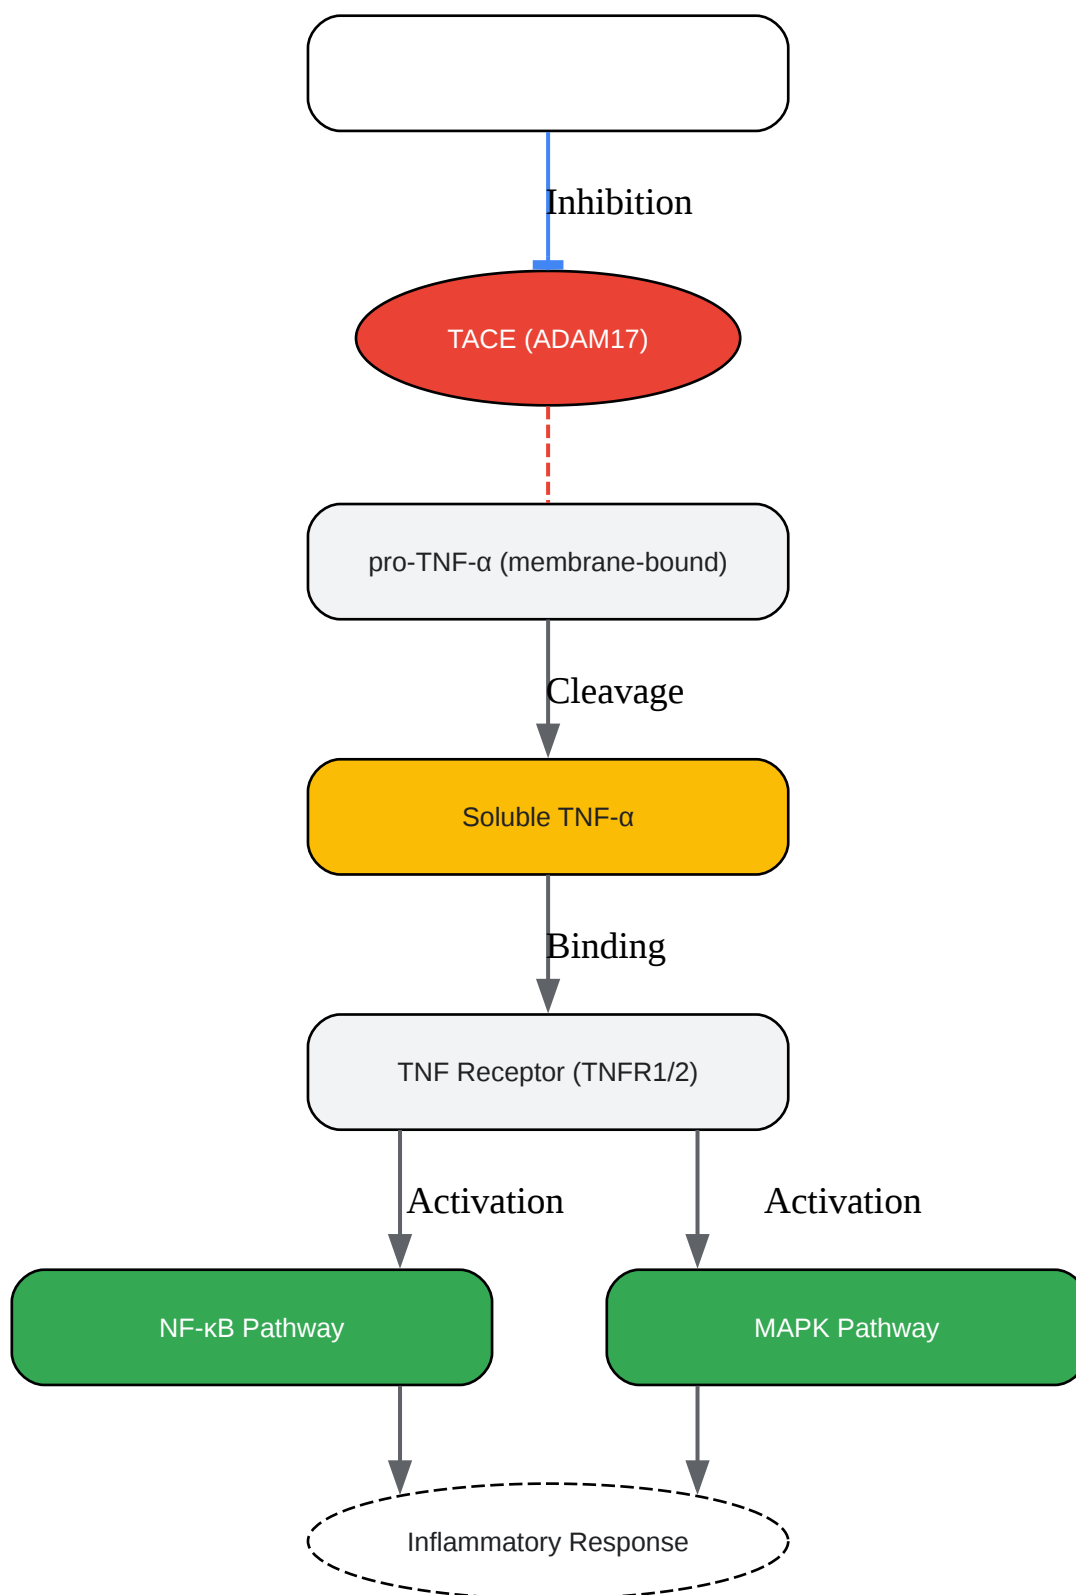 Inhibition
TACE (ADAM17)
pro-TNF-α (membrane-bound)
Cleavage
Soluble TNF-α
Binding
TNF Receptor (TNFR1/2)
Activation
Activation
NF-κB Pathway
MAPK Pathway
Inflammatory Response